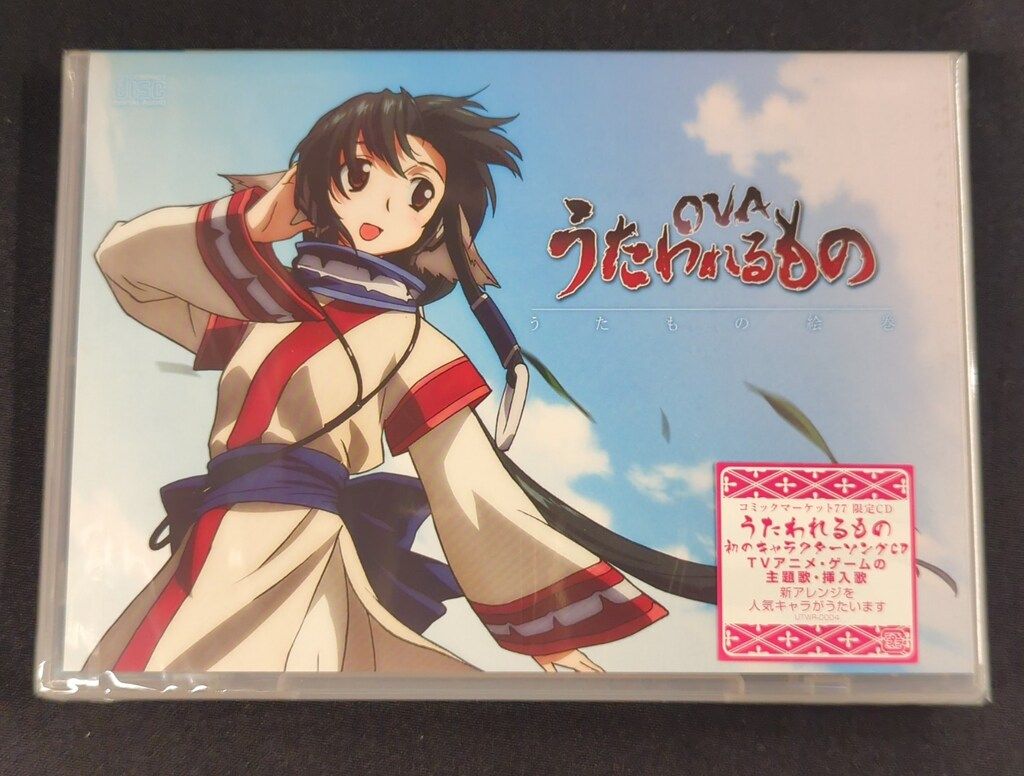 DISC
OVA
うたわれるもの
うたもの絵巻
コミックマーケット77 限定CD
うたわれるもの
初のキャラクターソングCD
TVアニメ・ゲームの
主題歌・挿入歌
新アレンジを
人気キャラがうたいます
UTWR-0004